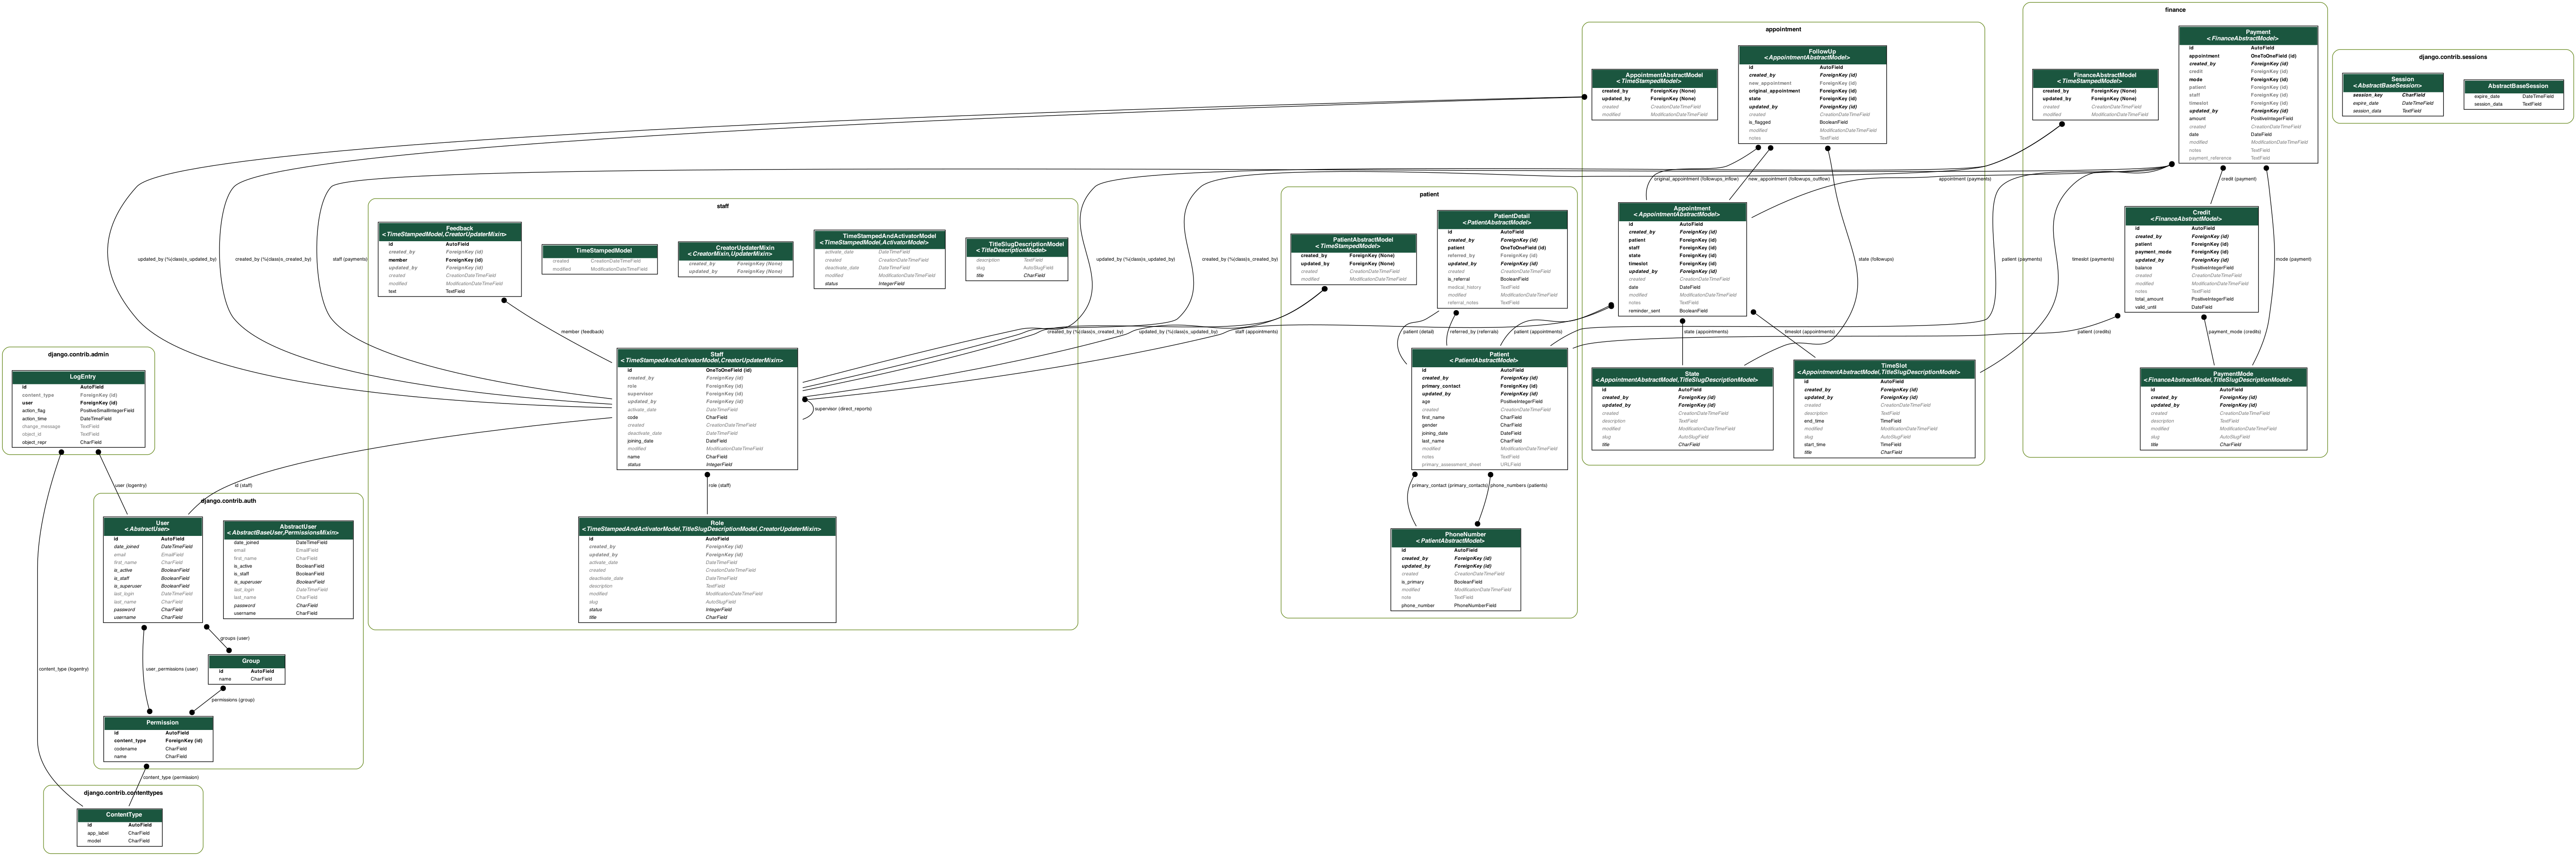 finance
Payment
<FinanceAbstractModel>
id AutoField
appointment OneToOneField (id)
created_by ForeignKey (id)
credit ForeignKey (id)
mode ForeignKey (id)
patient ForeignKey (id)
staff ForeignKey (id)
timeslot ForeignKey (id)
updated_by ForeignKey (id)
amount PositiveIntegerField
created CreationDateTimeField
date DateField
modified ModificationDateTimeField
notes TextField
payment_reference TextField
FinanceAbstractModel
<TimeStampedModel>
created_by ForeignKey (None)
updated_by ForeignKey (None)
created CreationDateTimeField
modified ModificationDateTimeField
Credit
<FinanceAbstractModel>
id AutoField
created_by ForeignKey (id)
patient ForeignKey (id)
payment_mode ForeignKey (id)
updated_by ForeignKey (id)
balance PositiveIntegerField
created CreationDateTimeField
modified ModificationDateTimeField
notes TextField
total_amount PositiveIntegerField
valid_until DateField
PaymentMode
<FinanceAbstractModel,TitleSlugDescriptionModel>
id AutoField
created_by ForeignKey (id)
updated_by ForeignKey (id)
created CreationDateTimeField
description TextField
modified ModificationDateTimeField
slug AutoSlugField
title CharField
credit (payment)
mode (payment)
payment_mode (credits)
patient (credits)
timeslot (payments)
patient (payments)
appointment (payments)
django.contrib.sessions
Session
<AbstractBaseSession>
session_key CharField
expire_date DateTimeField
session_data TextField
AbstractBaseSession
expire_date DateTimeField
session_data TextField
appointment
AppointmentAbstractModel
<TimeStampedModel>
created_by ForeignKey (None)
updated_by ForeignKey (None)
created CreationDateTimeField
modified ModificationDateTimeField
FollowUp
<AppointmentAbstractModel>
id AutoField
created_by ForeignKey (id)
new_appointment ForeignKey (id)
original_appointment ForeignKey (id)
state ForeignKey (id)
updated_by ForeignKey (id)
created CreationDateTimeField
is_flagged BooleanField
modified ModificationDateTimeField
notes TextField
original_appointment (followups_inflow)
new_appointment (followups_outflow)
state (followups)
Appointment
<AppointmentAbstractModel>
id AutoField
created_by ForeignKey (id)
patient ForeignKey (id)
staff ForeignKey (id)
state ForeignKey (id)
timeslot ForeignKey (id)
updated_by ForeignKey (id)
created CreationDateTimeField
date DateField
modified ModificationDateTimeField
notes TextField
reminder_sent BooleanField
state (appointments)
timeslot (appointments)
State
<AppointmentAbstractModel,TitleSlugDescriptionModel>
id AutoField
created_by ForeignKey (id)
updated_by ForeignKey (id)
created CreationDateTimeField
description TextField
modified ModificationDateTimeField
slug AutoSlugField
title CharField
TimeSlot
<AppointmentAbstractModel,TitleSlugDescriptionModel>
id AutoField
created_by ForeignKey (id)
updated_by ForeignKey (id)
created CreationDateTimeField
description TextField
end_time TimeField
modified ModificationDateTimeField
slug AutoSlugField
start_time TimeField
title CharField
patient
PatientAbstractModel
<TimeStampedModel>
created_by ForeignKey (None)
updated_by ForeignKey (None)
created CreationDateTimeField
modified ModificationDateTimeField
PatientDetail
<PatientAbstractModel>
id AutoField
created_by ForeignKey (id)
patient OneToOneField (id)
referred_by ForeignKey (id)
updated_by ForeignKey (id)
created CreationDateTimeField
is_referral BooleanField
medical_history TextField
modified ModificationDateTimeField
referral_notes TextField
patient (detail)
referred_by (referrals)
patient (appointments)
Patient
<PatientAbstractModel>
id AutoField
created_by ForeignKey (id)
primary_contact ForeignKey (id)
updated_by ForeignKey (id)
age PositiveIntegerField
created CreationDateTimeField
first_name CharField
gender CharField
joining_date DateField
last_name CharField
modified ModificationDateTimeField
notes TextField
primary_assessment_sheet URLField
primary_contact (primary_contacts)
phone_numbers (patients)
PhoneNumber
<PatientAbstractModel>
id AutoField
created_by ForeignKey (id)
updated_by ForeignKey (id)
created CreationDateTimeField
is_primary BooleanField
modified ModificationDateTimeField
note TextField
phone_number PhoneNumberField
updated_by (%(class)s_updated_by)
created_by (%(class)s_created_by)
staff (payments)
updated_by (%(class)s_updated_by)
created_by (%(class)s_created_by)
created_by (%(class)s_created_by)
updated_by (%(class)s_updated_by)
staff (appointments)
staff
Feedback
<TimeStampedModel,CreatorUpdaterMixin>
id AutoField
created_by ForeignKey (id)
member ForeignKey (id)
updated_by ForeignKey (id)
created CreationDateTimeField
modified ModificationDateTimeField
text TextField
TimeStampedModel
created CreationDateTimeField
modified ModificationDateTimeField
CreatorUpdaterMixin
<CreatorMixin,UpdaterMixin>
created_by ForeignKey (None)
updated_by ForeignKey (None)
TimeStampedAndActivatorModel
<TimeStampedModel,ActivatorModel>
activate_date DateTimeField
created CreationDateTimeField
deactivate_date DateTimeField
modified ModificationDateTimeField
status IntegerField
TitleSlugDescriptionModel
<TitleDescriptionModel>
description TextField
slug AutoSlugField
title CharField
member (feedback)
Staff
<TimeStampedAndActivatorModel,CreatorUpdaterMixin>
id OneToOneField (id)
created_by ForeignKey (id)
role ForeignKey (id)
supervisor ForeignKey (id)
updated_by ForeignKey (id)
activate_date DateTimeField
code CharField
created CreationDateTimeField
deactivate_date DateTimeField
joining_date DateField
modified ModificationDateTimeField
name CharField
status IntegerField
supervisor (direct_reports)
role (staff)
Role
<TimeStampedAndActivatorModel,TitleSlugDescriptionModel,CreatorUpdaterMixin>
id AutoField
created_by ForeignKey (id)
updated_by ForeignKey (id)
activate_date DateTimeField
created CreationDateTimeField
deactivate_date DateTimeField
description TextField
modified ModificationDateTimeField
slug AutoSlugField
status IntegerField
title CharField
django.contrib.admin
LogEntry
id AutoField
content_type ForeignKey (id)
user ForeignKey (id)
action_flag PositiveSmallIntegerField
action_time DateTimeField
change_message TextField
object_id TextField
object_repr CharField
user (logentry)
id (staff)
content_type (logentry)
django.contrib.auth
User
<AbstractUser>
id AutoField
date_joined DateTimeField
email EmailField
first_name CharField
is_active BooleanField
is_staff BooleanField
is_superuser BooleanField
last_login DateTimeField
last_name CharField
password CharField
username CharField
AbstractUser
<AbstractBaseUser,PermissionsMixin>
date_joined DateTimeField
email EmailField
first_name CharField
is_active BooleanField
is_staff BooleanField
is_superuser BooleanField
last_login DateTimeField
last_name CharField
password CharField
username CharField
groups (user)
user_permissions (user)
Group
id AutoField
name CharField
permissions (group)
Permission
id AutoField
content_type ForeignKey (id)
codename CharField
name CharField
content_type (permission)
django.contrib.contenttypes
ContentType
id AutoField
app_label CharField
model CharField